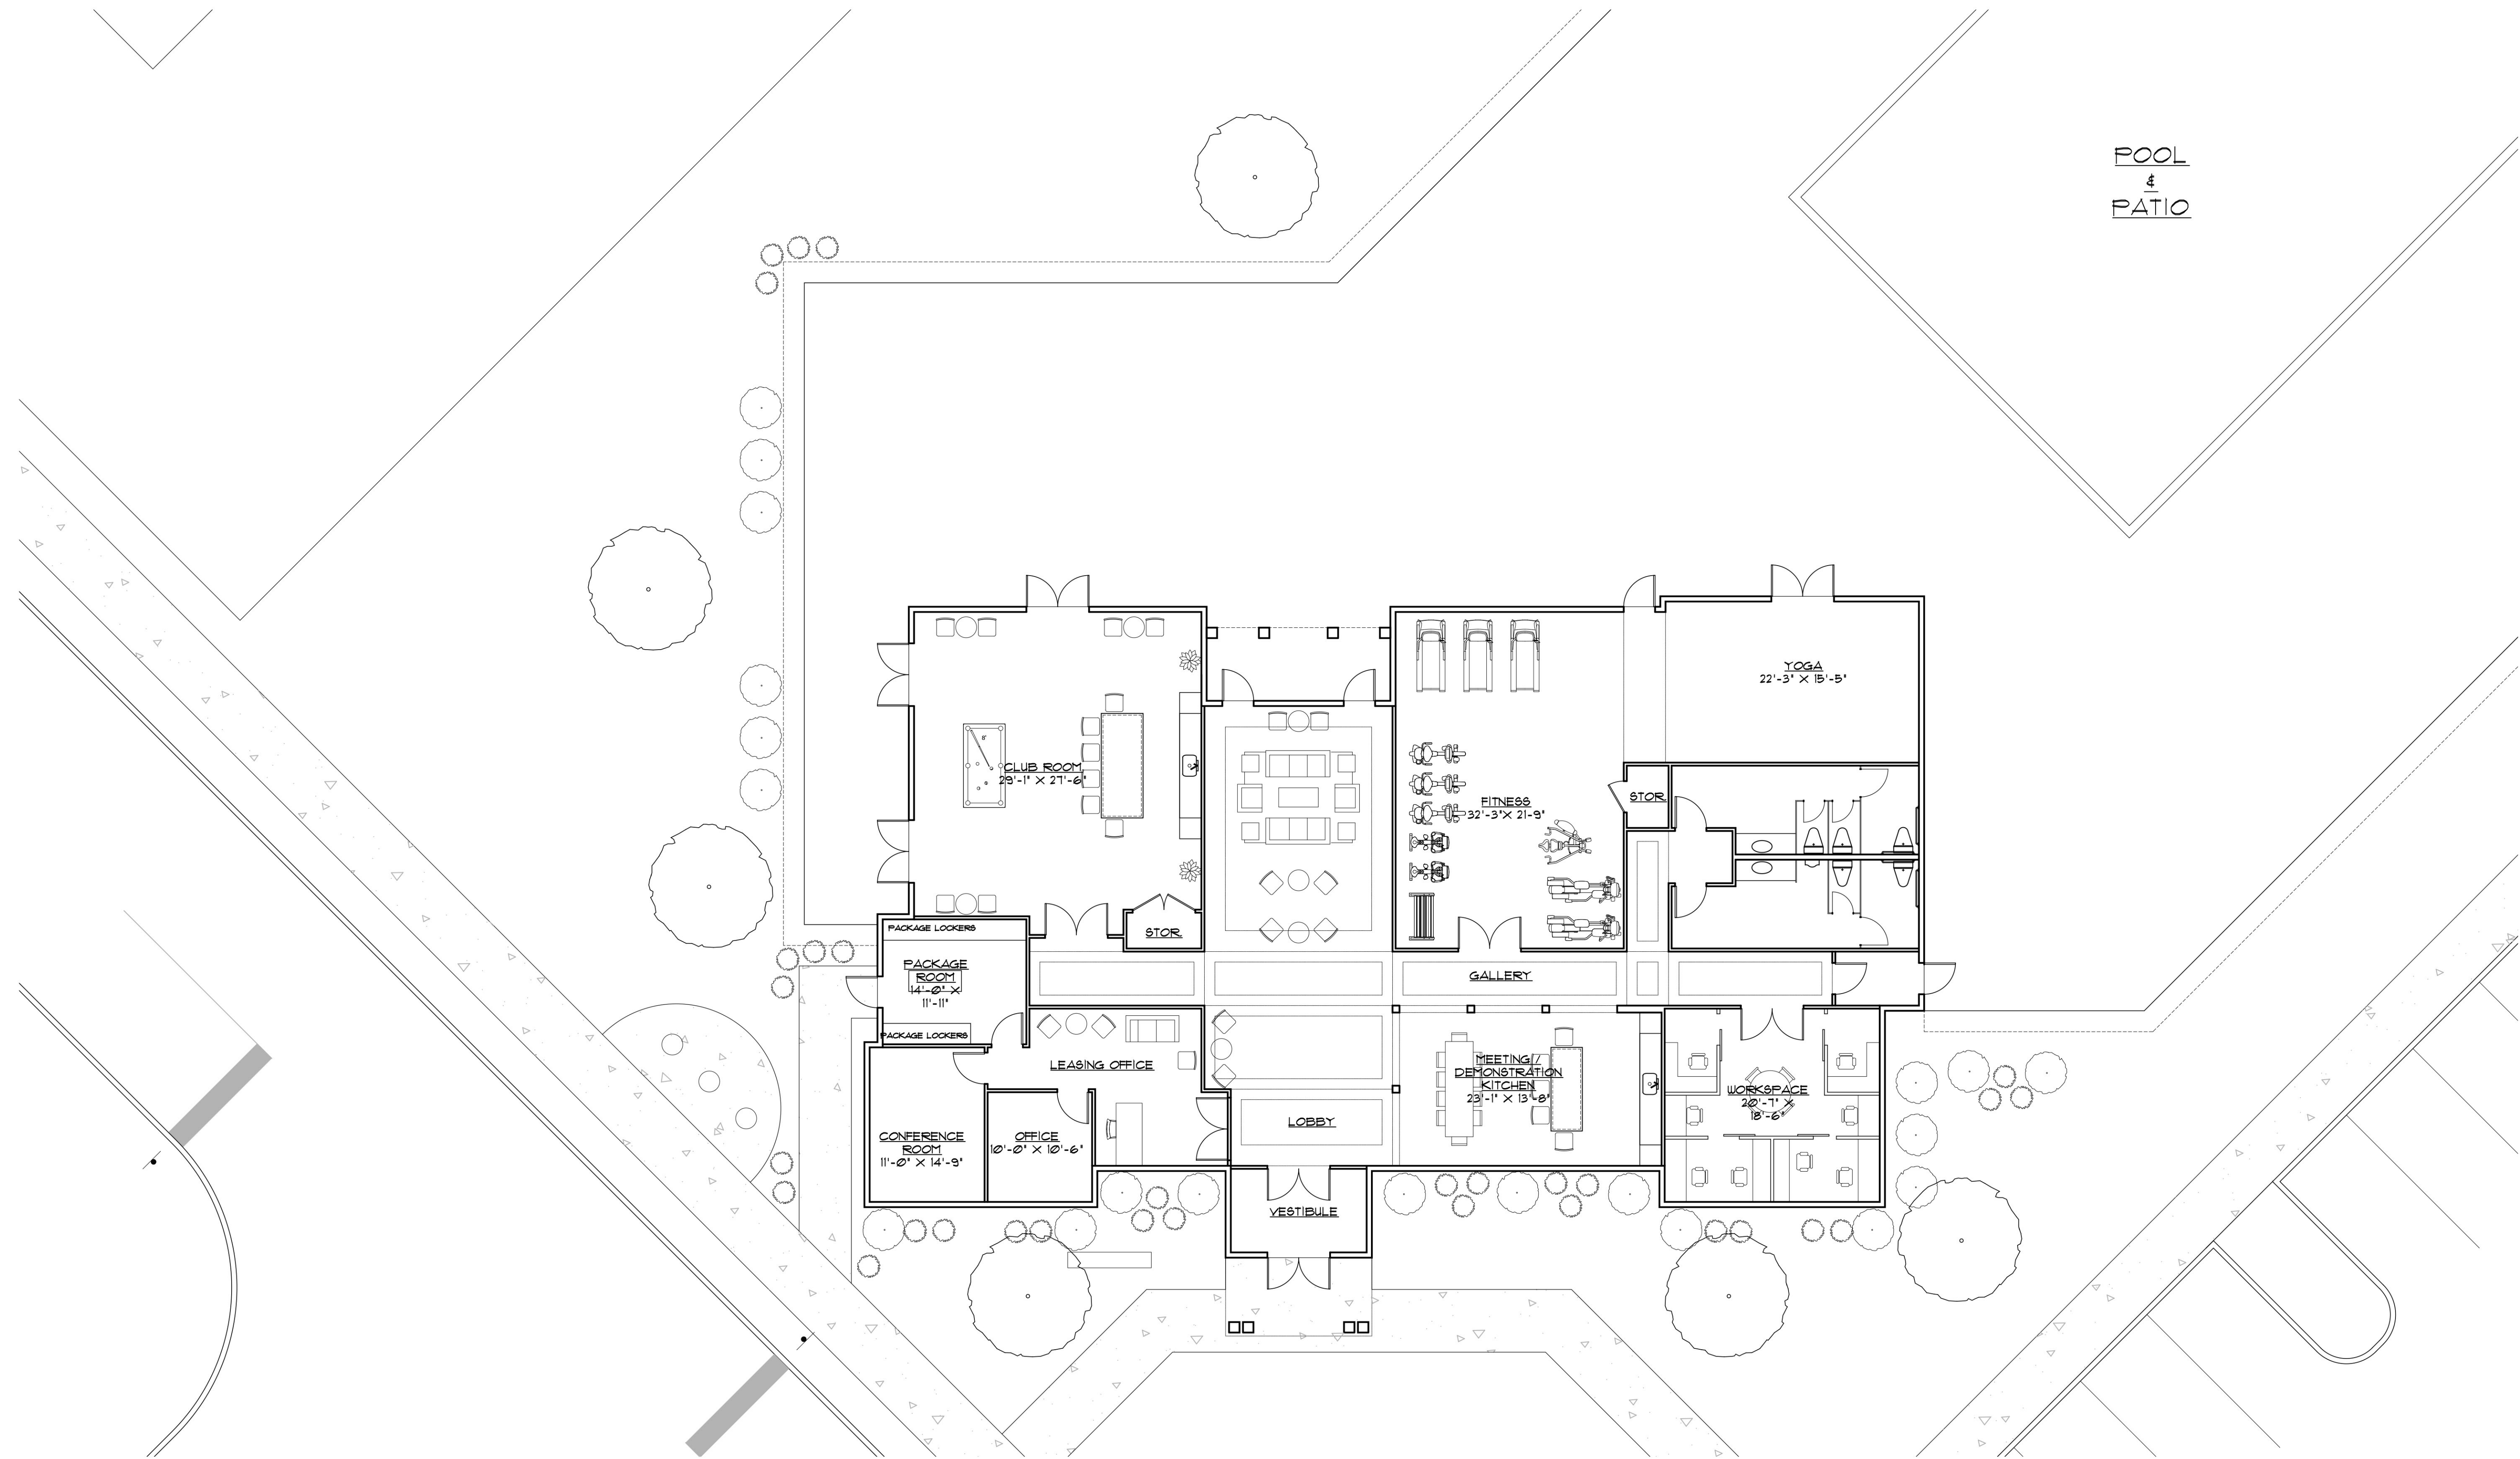 POOL
&
PATIO
YOGA
22'-3" X 15'-5"
CLUB ROOM
29'-1" X 27'-6"
8'
FITNESS
32'-3"X 21-9"
STOR.
STOR.
PACKAGE LOCKERS
PACKAGE
ROOM
14'-0" X
11'-11"
PACKAGE LOCKERS
GALLERY
LEASING OFFICE
MEETING /
DEMONSTRATION
KITCHEN
23'-1" X 13'-8"
WORKSPACE
20'-7" X
18'-6"
LOBBY
CONFERENCE
ROOM
11'-0" X 14'-9"
OFFICE
10'-0" X 10'-6"
VESTIBULE